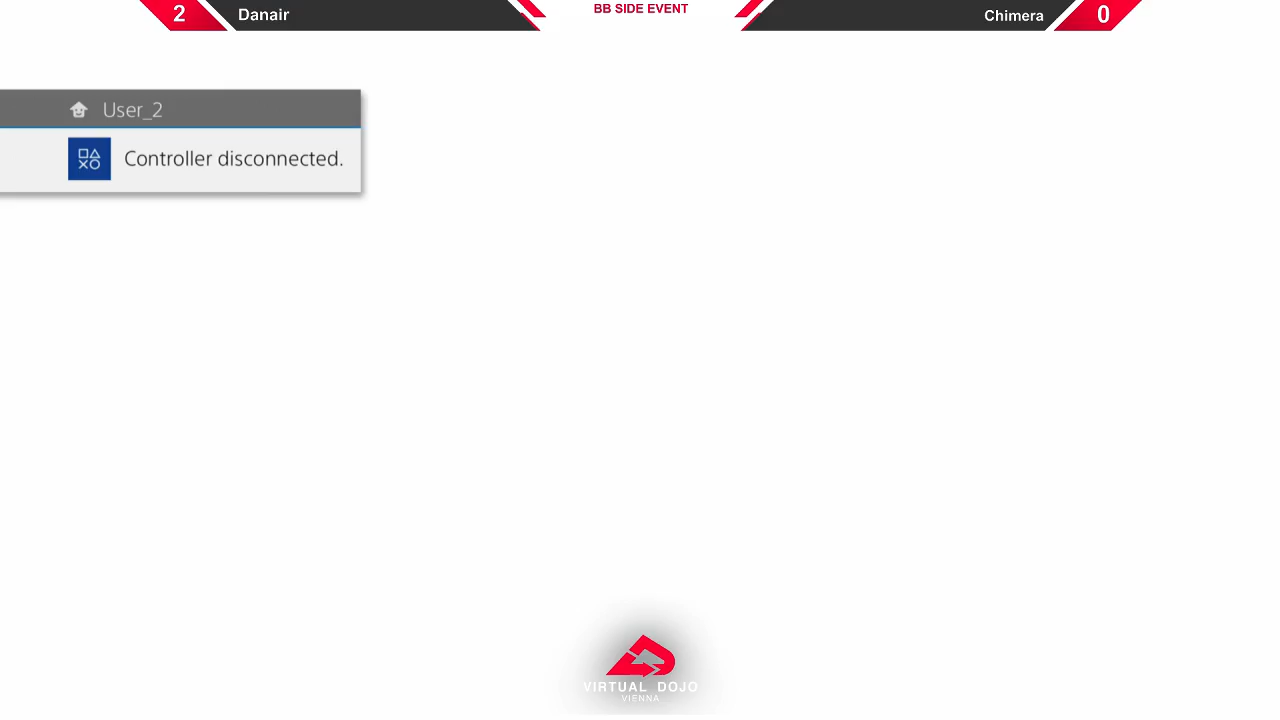 2
Danair
BB SIDE EVENT
Chimera
0
User_2
Controller disconnected.
VIRTUAL DOJO
VIENNA